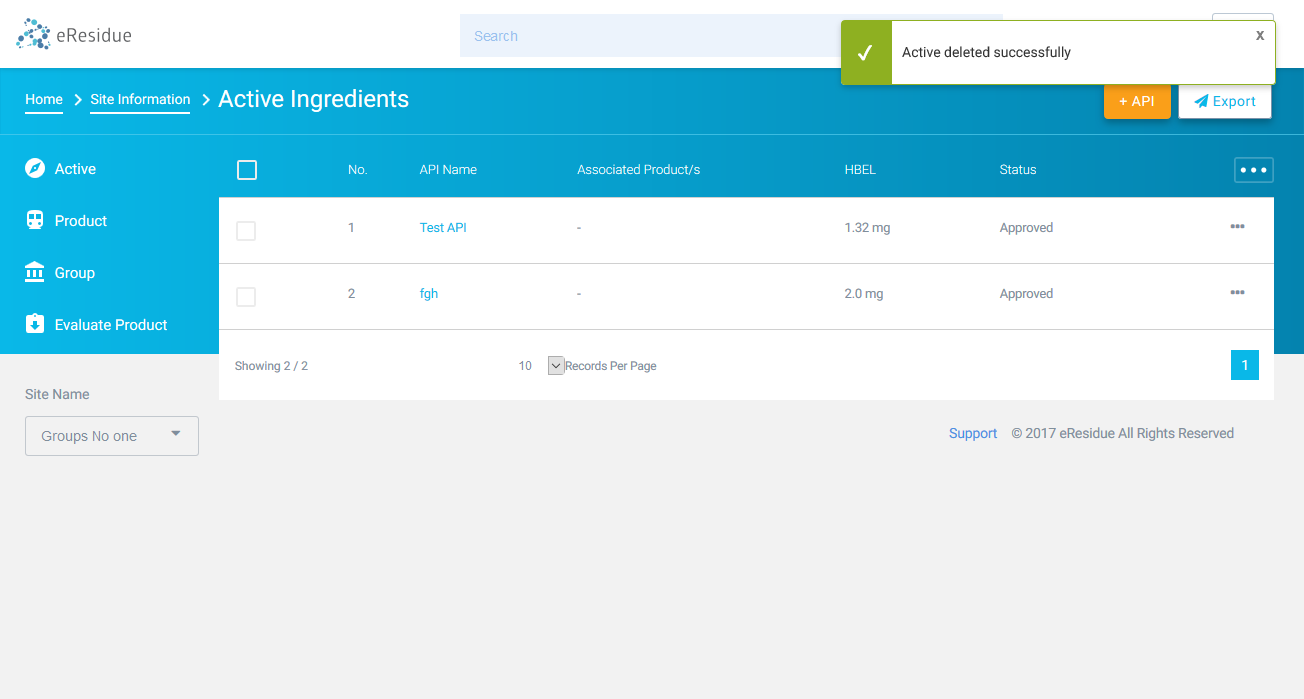 eResidue
Search
Active deleted successfully
X
Home
Site Information
Active Ingredients
+ API
Export
Active
Product
Group
Evaluate Product
No. API Name Associated Product/s HBEL Status
1 Test API - 1.32 mg Approved
2 fgh - 2.0 mg Approved
Showing 2 / 2
10 Records Per Page
1
Site Name
Groups No one
Support © 2017 eResidue All Rights Reserved